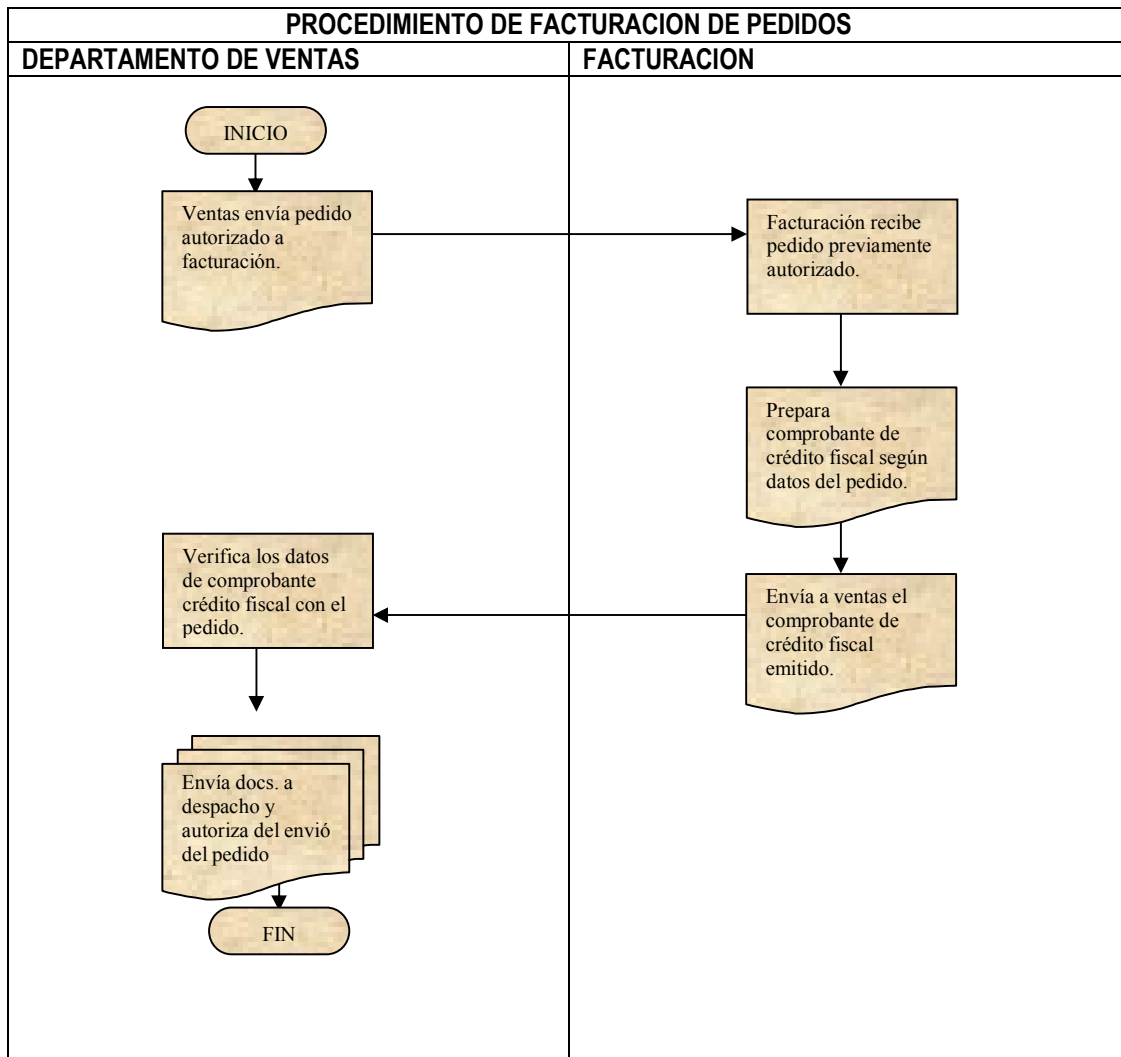 PROCEDIMIENTO DE FACTURACION DE PEDIDOS
DEPARTAMENTO DE VENTAS
FACTURACION
INICIO
Ventas envía pedido
autorizado a
facturación.
Facturación recibe
pedido previamente
autorizado.
Prepara
comprobante de
crédito fiscal según
datos del pedido.
Envía a ventas el
comprobante de
crédito fiscal
emitido.
Verifica los datos
de comprobante
crédito fiscal con el
pedido.
Envía docs. a
despacho y
autoriza del envió
del pedido
FIN